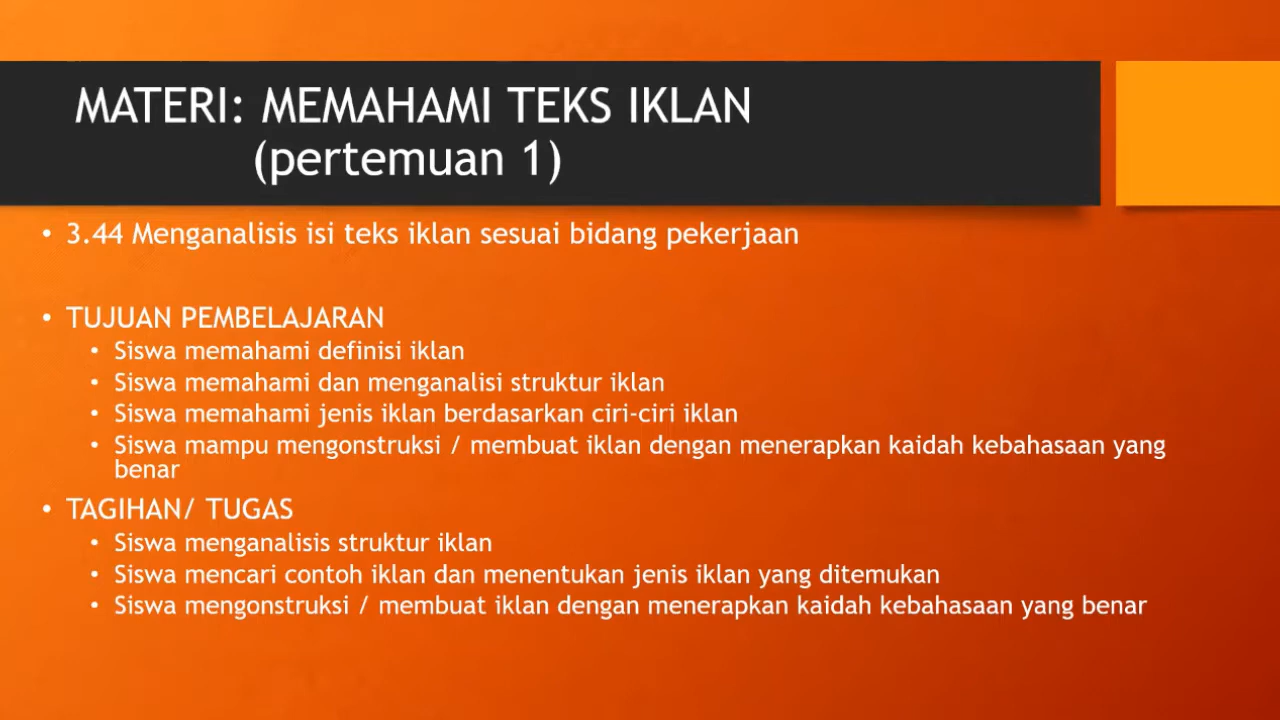 MATERI: MEMAHAMI TEKS IKLAN
(pertemuan 1)
• 3.44 Menganalisis isi teks iklan sesuai bidang pekerjaan
• TUJUAN PEMBELAJARAN
• Siswa memahami definisi iklan
• Siswa memahami dan menganalisi struktur iklan
• Siswa memahami jenis iklan berdasarkan ciri-ciri iklan
• Siswa mampu mengonstruksi / membuat iklan dengan menerapkan kaidah kebahasaan yang
benar
• TAGIHAN/ TUGAS
• Siswa menganalisis struktur iklan
• Siswa mencari contoh iklan dan menentukan jenis iklan yang ditemukan
• Siswa mengonstruksi / membuat iklan dengan menerapkan kaidah kebahasaan yang benar